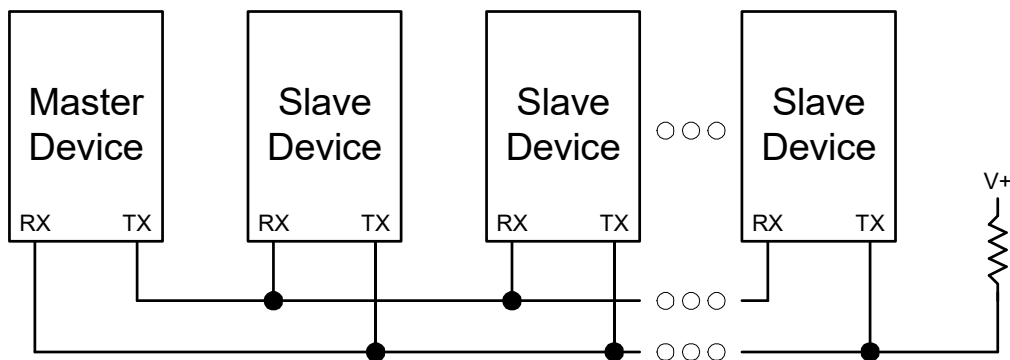 Master
Device
RX TX
Slave
Device
RX TX
Slave
Device
RX TX
Slave
Device
RX TX
V+